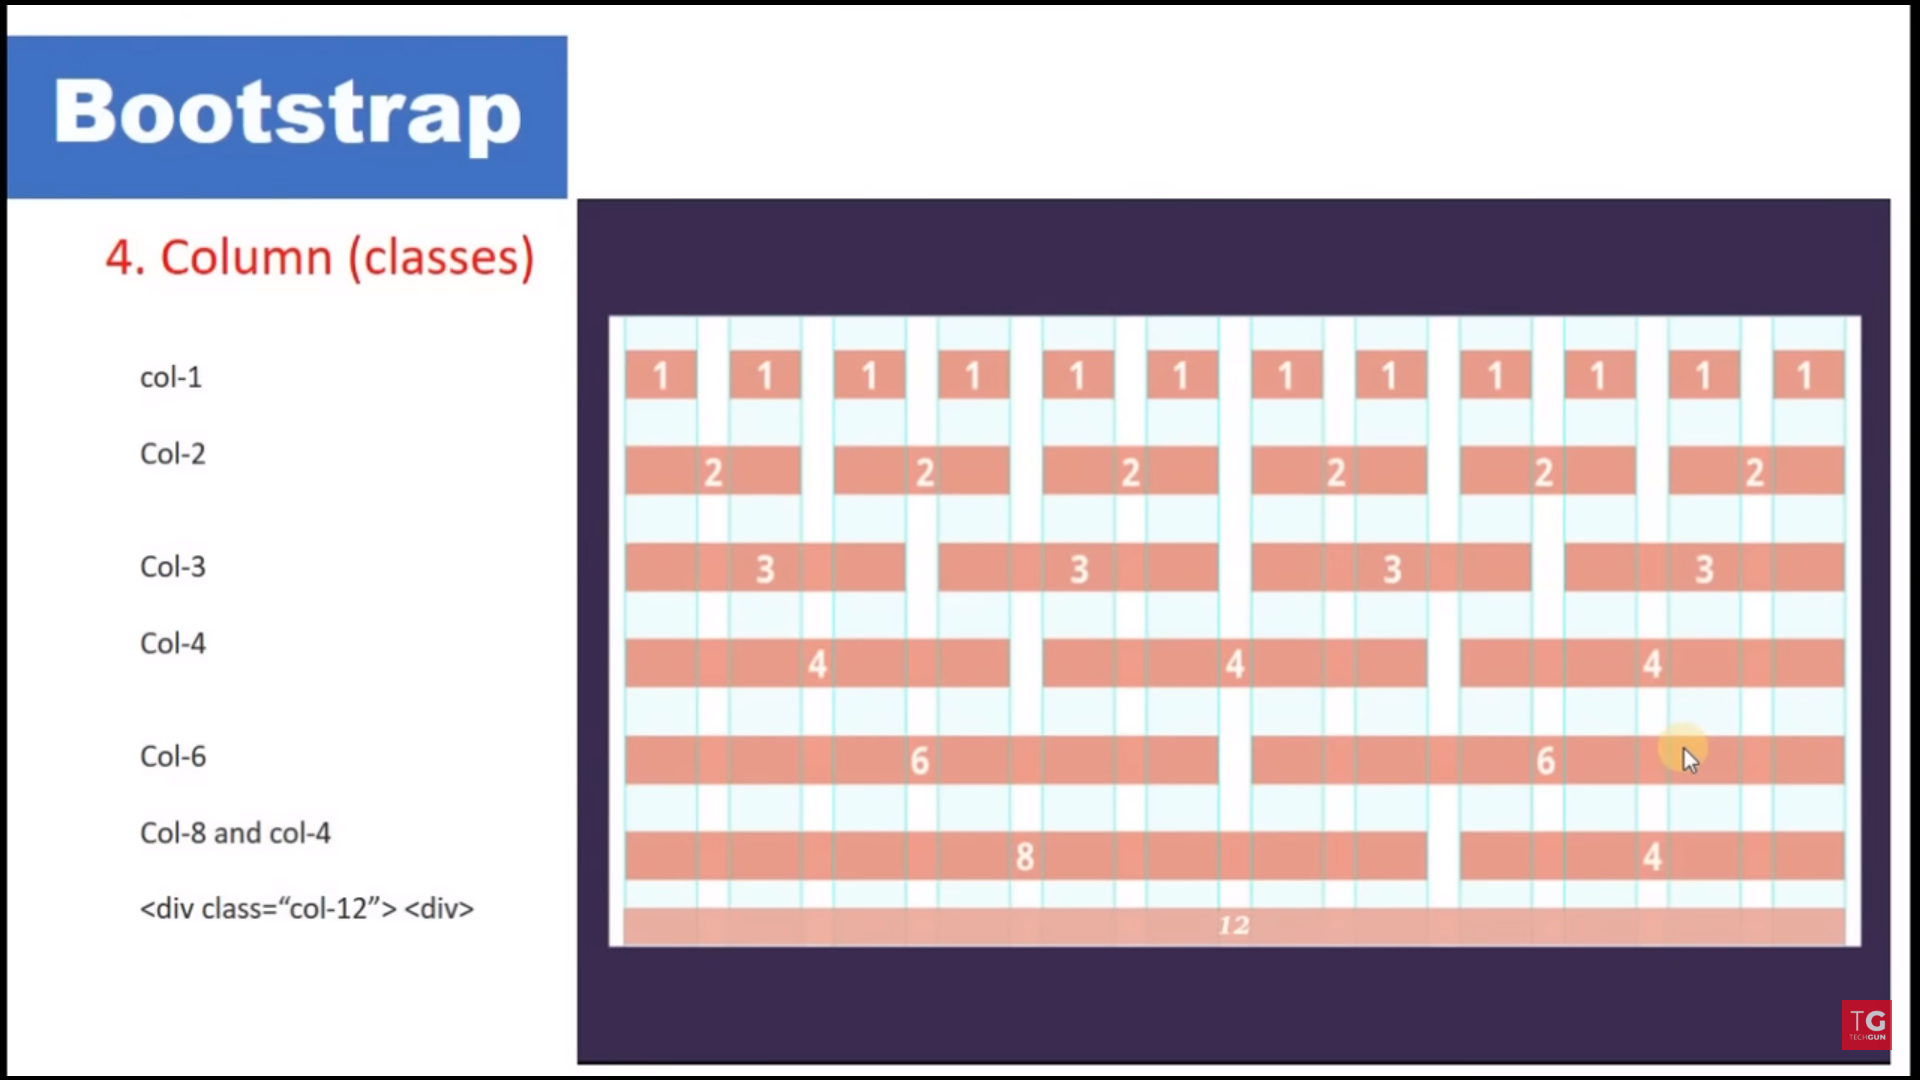 Bootstrap
4. Column (classes)
col-1
Col-2
Col-3
Col-4
Col-6
Col-8 and col-4
<div class=“col-12”> <div>
1 1 1 1 1 1 1 1 1 1 1 1
2 2 2 2 2 2
3 3 3 3
4 4 4
6 6
8 4
12
TG
TECHGUN